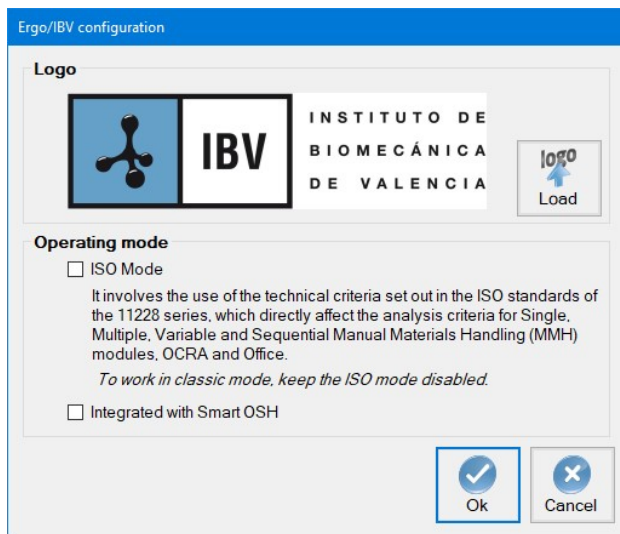 Ergo/IBV configuration
Logo
IBV
INSTITUTO DE
BIOMECÁNICA
DE VALENCIA
logo
Load
Operating mode
ISO Mode
It involves the use of the technical criteria set out in the ISO standards of
the 11228 series, which directly affect the analysis criteria for Single,
Multiple, Variable and Sequential Manual Materials Handling (MMH)
modules, OCRA and Office.
To work in classic mode, keep the ISO mode disabled.
Integrated with Smart OSH
Ok
Cancel